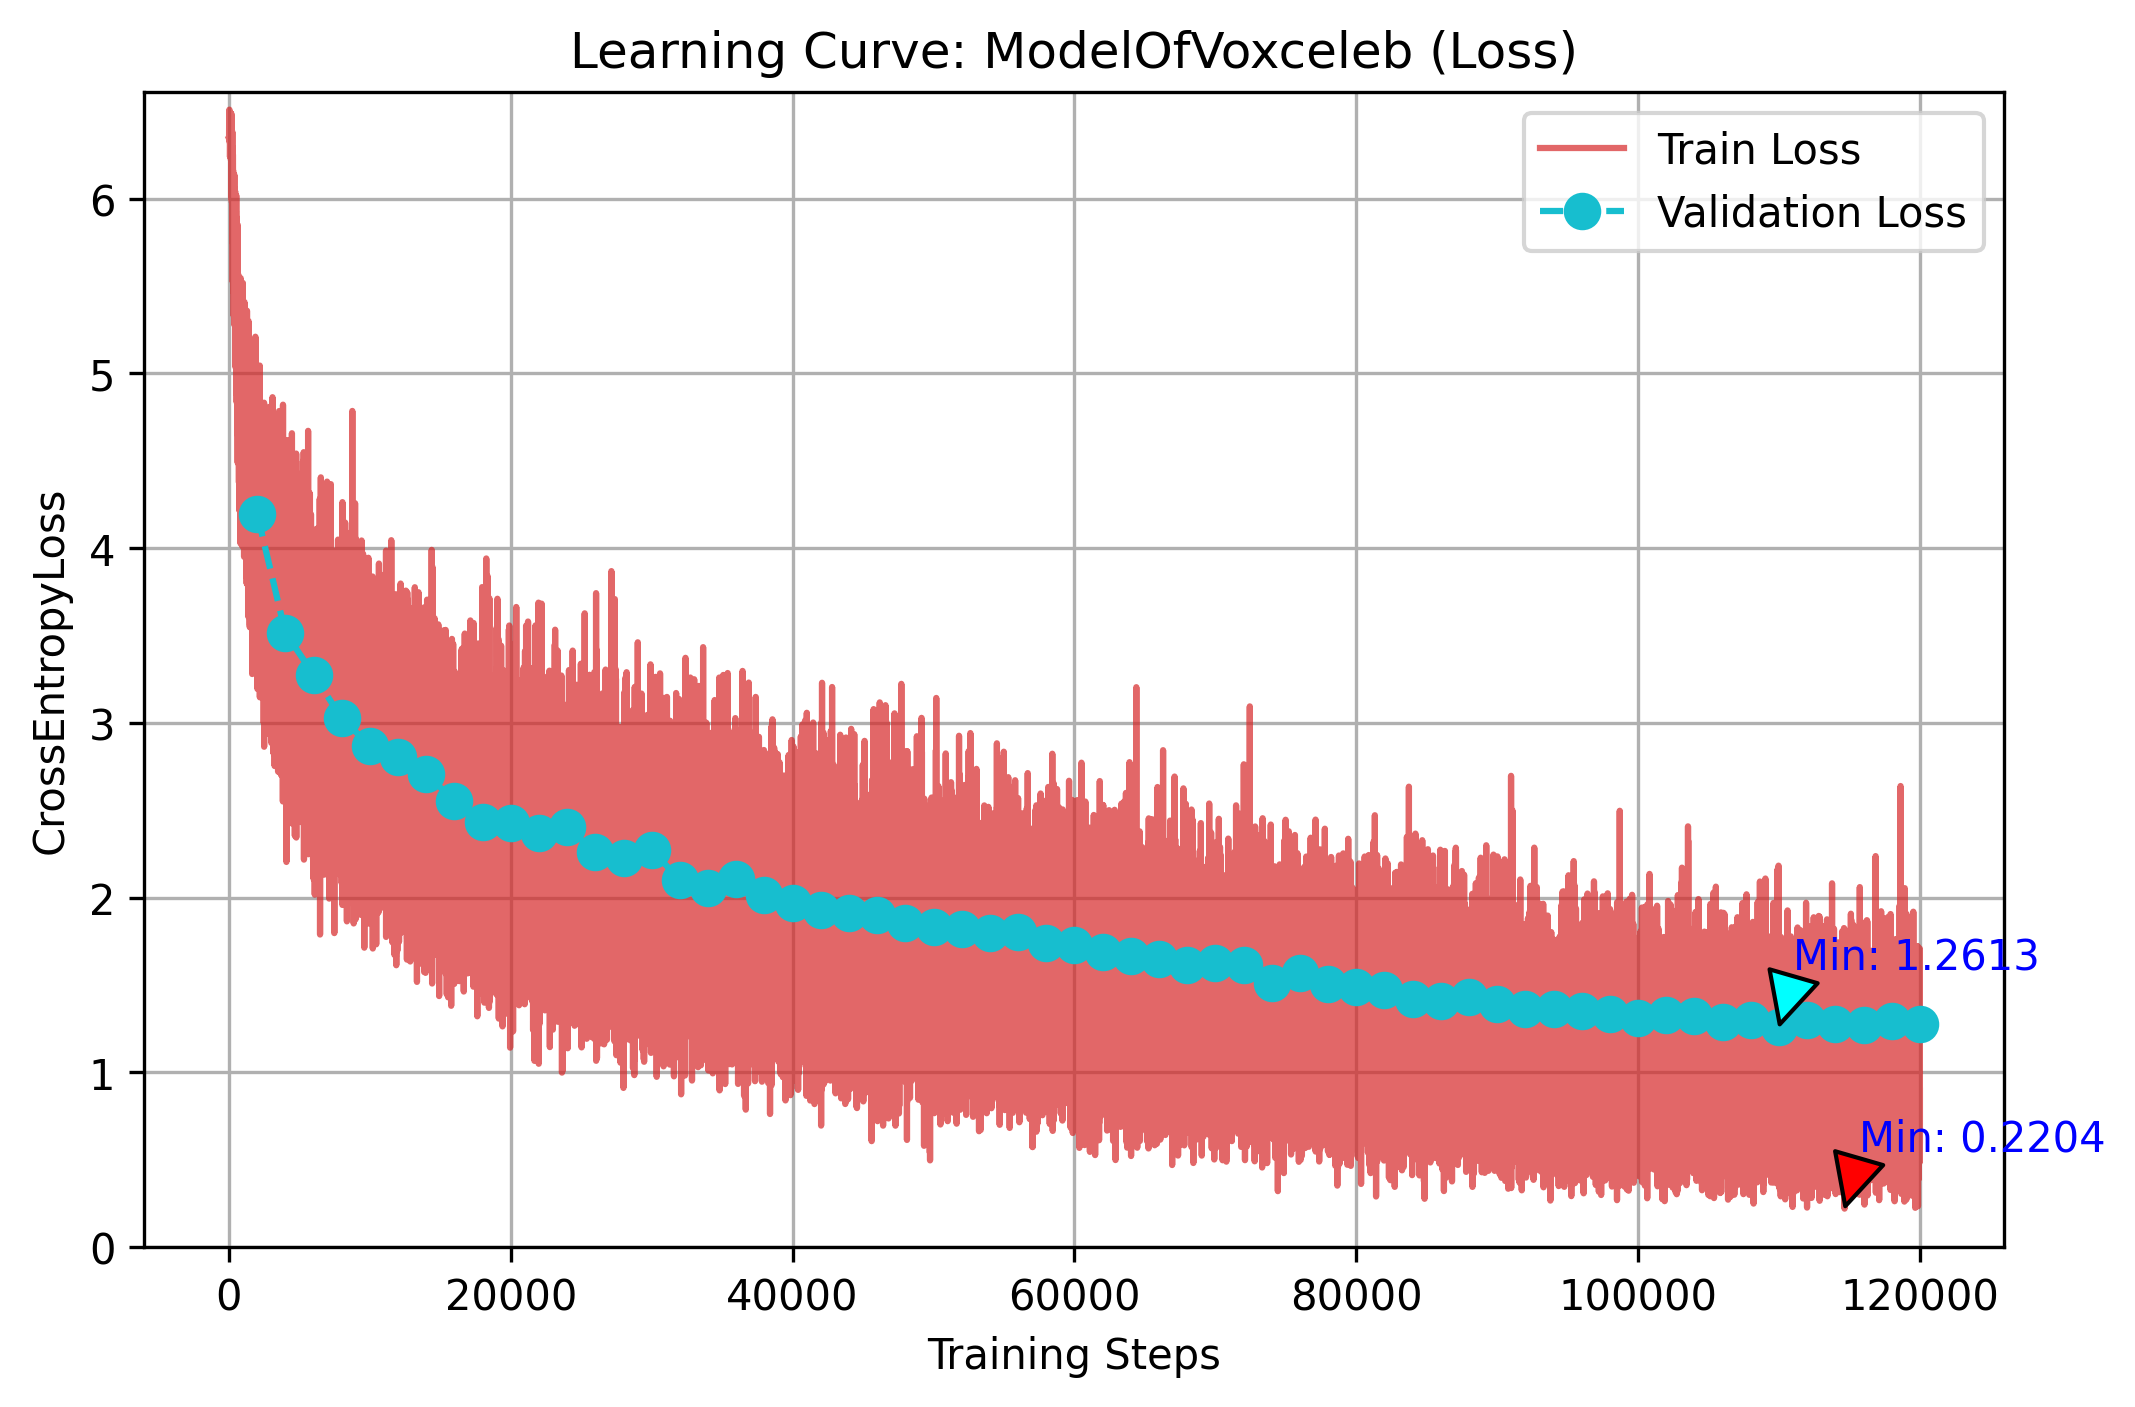 Learning Curve: ModelOfVoxceleb (Loss)
Train Loss
Validation Loss
6
5
4
3
2
1
0
CrossEntropyLoss
Min: 1.2613
Min: 0.2204
0 20000 40000 60000 80000 100000 120000
Training Steps